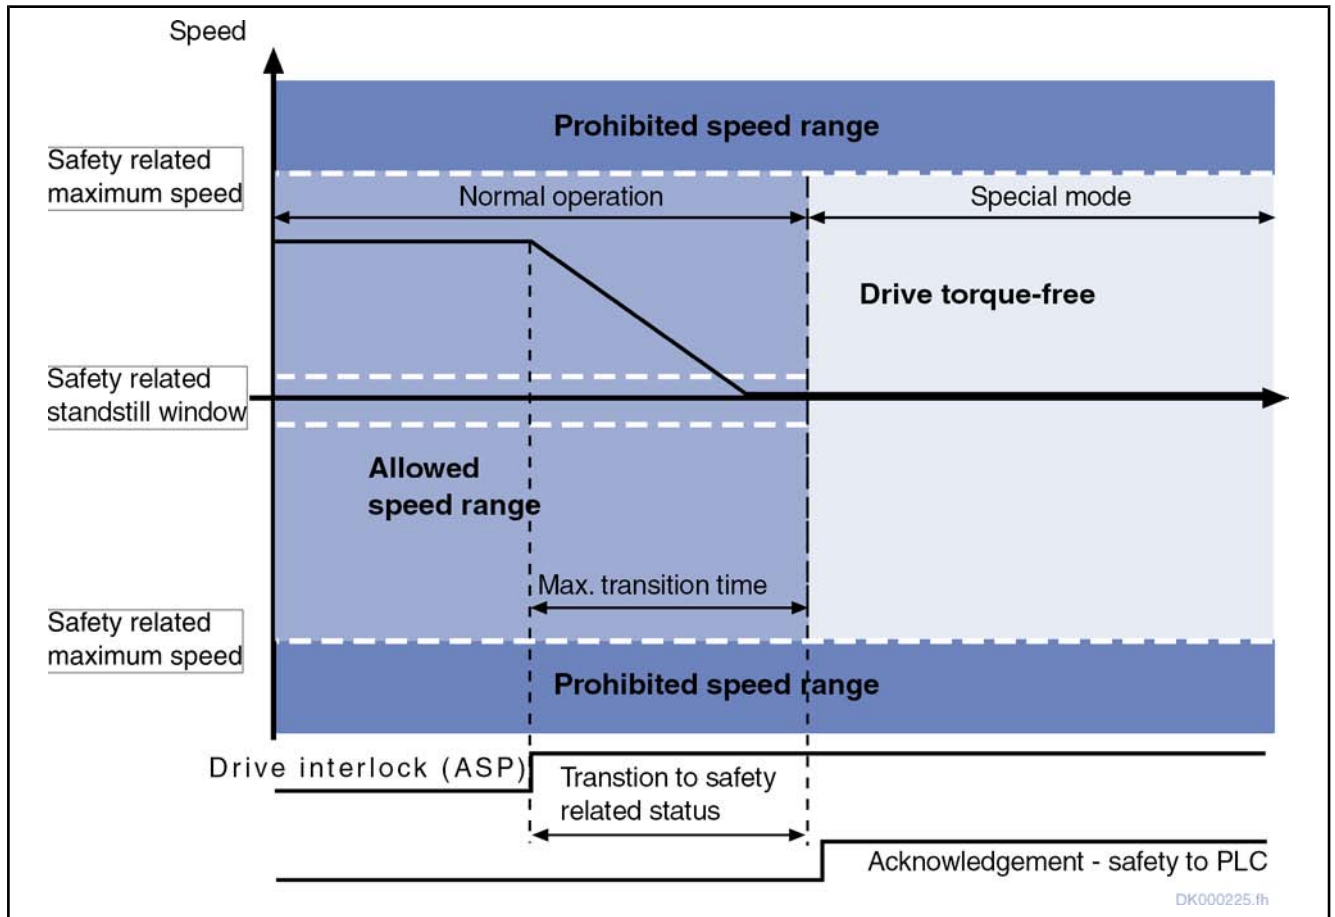 Speed
Prohibited speed range
Safety related
maximum speed
Normal operation
Special mode
Drive torque-free
Safety related
standstill window
Allowed
speed range
Max. transition time
Safety related
maximum speed
Prohibited speed range
Drive interlock (ASP)
Transtion to safety
related status
Acknowledgement - safety to PLC
DK000225.fh